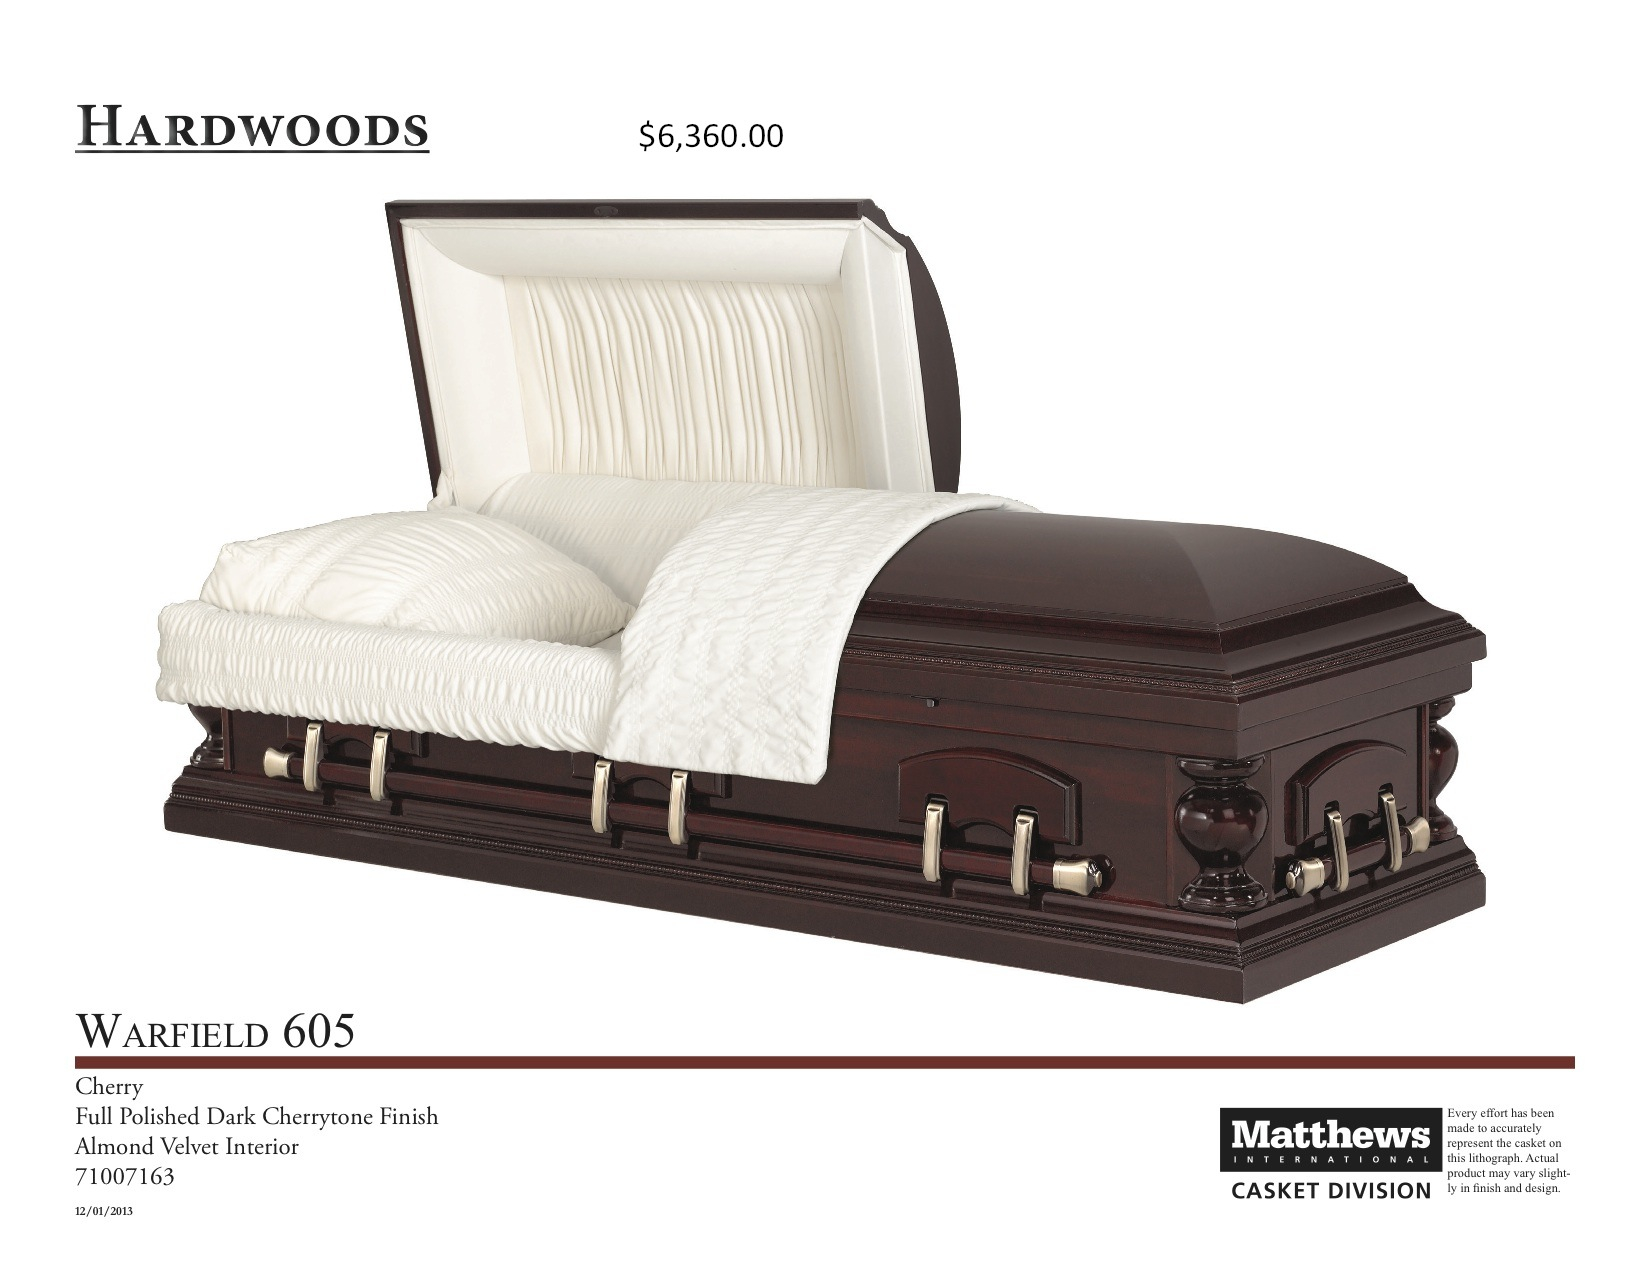 HARDWOODS
$6,360.00
WARFIELD 605
Cherry
Full Polished Dark Cherrytone Finish
Almond Velvet Interior
71007163
12/01/2013
Matthews
INTERNATIONAL
CASKET DIVISION
Every effort has been
made to accurately
represent the casket on
this lithograph. Actual
product may vary slight-
ly in finish and design.